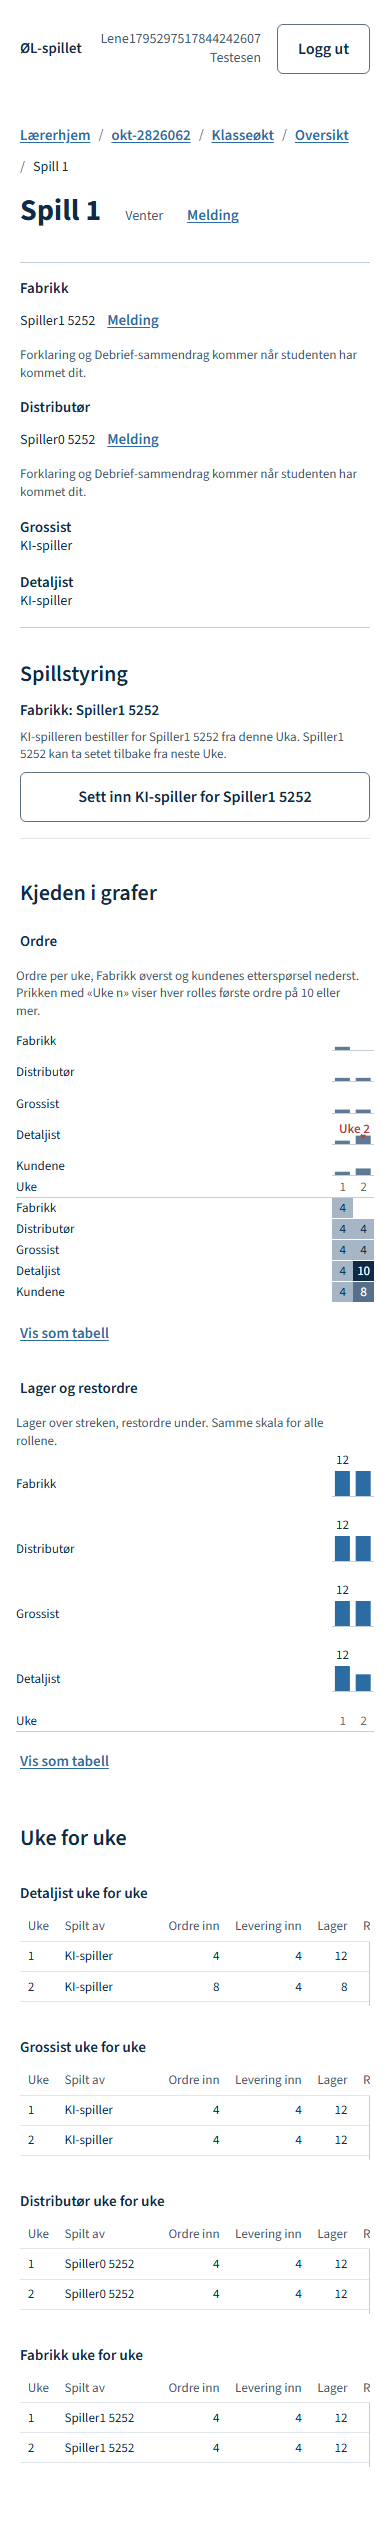 ØL-spillet
Lene1795297517844242607
Testesen
Logg ut
Lærerhjem / okt-2826062 / Klasseøkt / Oversikt
/ Spill 1
Spill 1 Venter Melding
Fabrikk
Spiller1 5252 Melding
Forklaring og Debrief-sammendrag kommer når studenten har
kommet dit.
Distributør
Spiller0 5252 Melding
Forklaring og Debrief-sammendrag kommer når studenten har
kommet dit.
Grossist
KI-spiller
Detaljist
KI-spiller
Spillstyring
Fabrikk: Spiller1 5252
KI-spilleren bestiller for Spiller1 5252 fra denne Uka. Spiller1
5252 kan ta setet tilbake fra neste Uke.
Sett inn KI-spiller for Spiller1 5252
Kjeden i grafer
Ordre
Ordre per uke, Fabrikk øverst og kundenes etterspørsel nederst.
Prikken med «Uke n» viser hver rolles første ordre på 10 eller
mer.
Fabrikk
Distributør
Grossist
Detaljist Uke 2
Kundene
Uke 1 2
Fabrikk 4
Distributør 4 4
Grossist 4 4
Detaljist 4 10
Kundene 4 8
Vis som tabell
Lager og restordre
Lager over streken, restordre under. Samme skala for alle
rollene.
12
Fabrikk
12
Distributør
12
Grossist
12
Detaljist
Uke 1 2
Vis som tabell
Uke for uke
Detaljist uke for uke
Uke Spilt av Ordre inn Levering inn Lager R
1 KI-spiller 4 4 12
2 KI-spiller 8 4 8
Grossist uke for uke
Uke Spilt av Ordre inn Levering inn Lager R
1 KI-spiller 4 4 12
2 KI-spiller 4 4 12
Distributør uke for uke
Uke Spilt av Ordre inn Levering inn Lager R
1 Spiller0 5252 4 4 12
2 Spiller0 5252 4 4 12
Fabrikk uke for uke
Uke Spilt av Ordre inn Levering inn Lager R
1 Spiller1 5252 4 4 12
2 Spiller1 5252 4 4 12